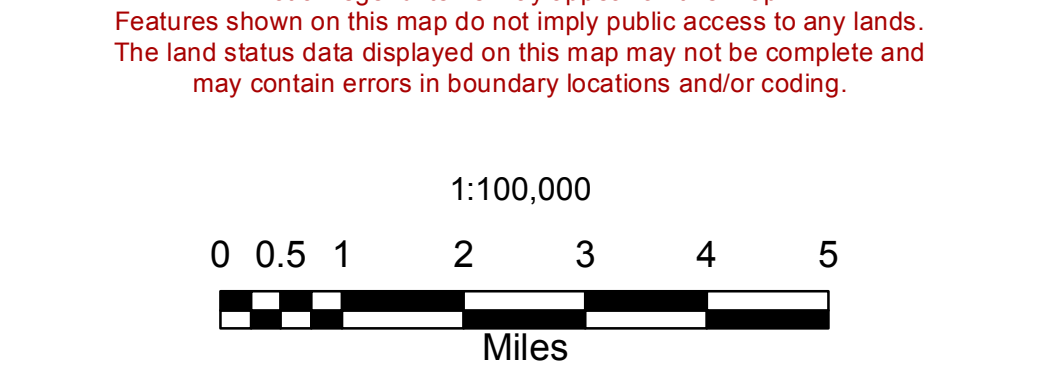 Features shown on this map do not imply public access to any lands.
The land status data displayed on this map may not be complete and
may contain errors in boundary locations and/or coding.
1:100,000
0 0.5 1 2 3 4 5
Miles